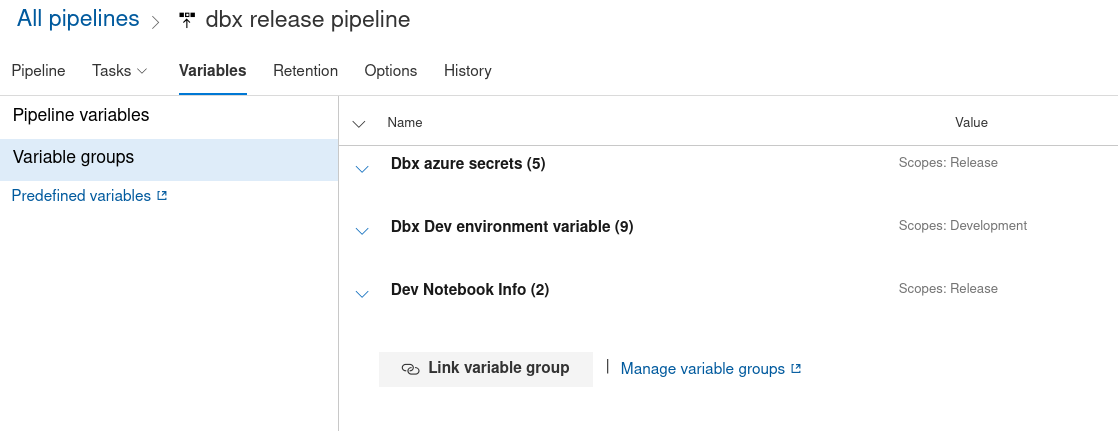 All pipelines dbx release pipeline
Pipeline Tasks Variables Retention Options History
Pipeline variables
Variable groups
Predefined variables
Name Value
Dbx azure secrets (5) Scopes: Release
Dbx Dev environment variable (9) Scopes: Development
Dev Notebook Info (2) Scopes: Release
Link variable group | Manage variable groups